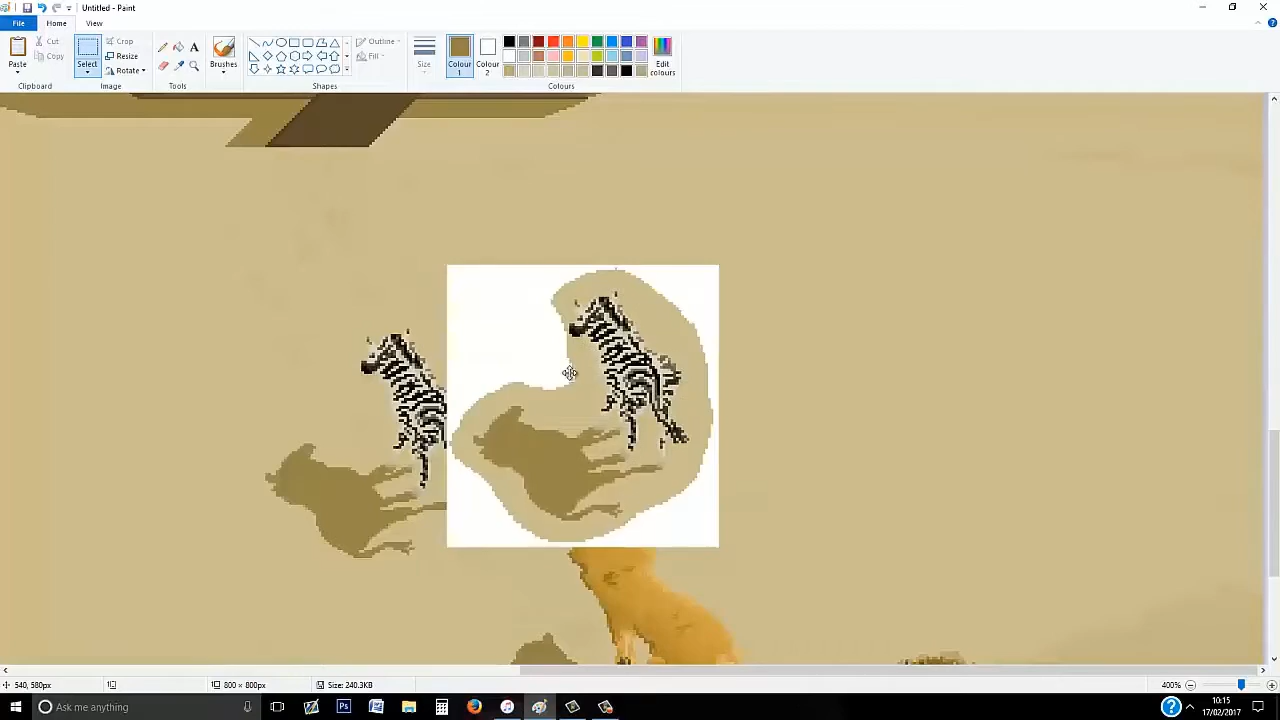 Untitled - Paint
File Home View
Paste Cut Copy Select Crop Resize Rotate A Brushes Outline Fill Size Colour 1 Colour 2 Edit colours
Clipboard Image Tools Shapes Colours
540, 580px 800 × 800px Size: 240.3KB 400%
Ask me anything Ps 10:15
17/02/2017